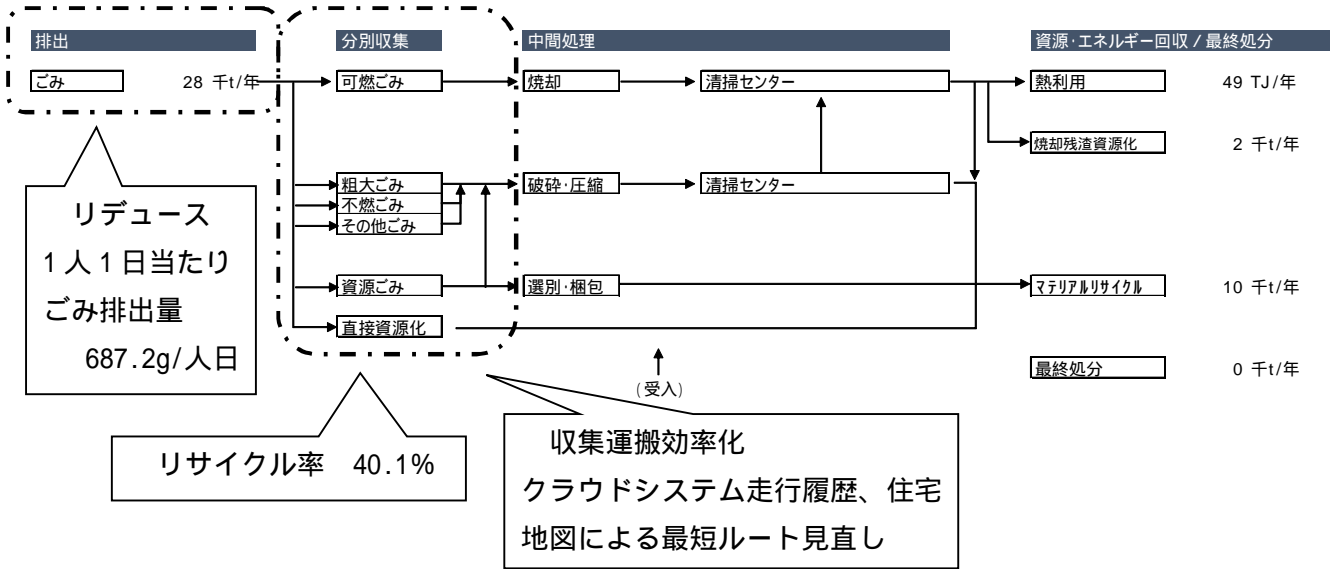 排出
分別収集
中間処理
資源・エネルギー回収 / 最終処分
ごみ
28 千t/年
可燃ごみ
焼却
清掃センター
熱利用
49 TJ/年
焼却残渣資源化
2 千t/年
粗大ごみ
破砕・圧縮
清掃センター
不燃ごみ
その他ごみ
資源ごみ
選別・梱包
マテリアルリサイクル
10 千t/年
直接資源化
(受入)
最終処分
0 千t/年
リデュース
1人1日当たり
ごみ排出量
687.2g/人日
リサイクル率 40.1%
収集運搬効率化
クラウドシステム走行履歴、住宅
地図による最短ルート見直し